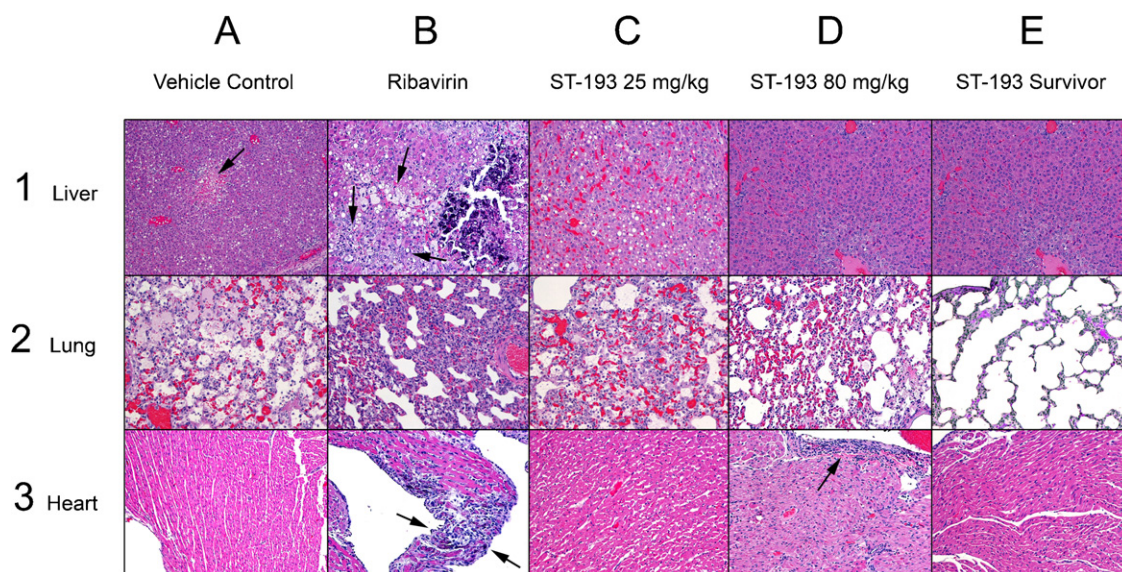 A B C D E
Vehicle Control Ribavirin ST-193 25 mg/kg ST-193 80 mg/kg ST-193 Survivor
1 Liver
2 Lung
3 Heart